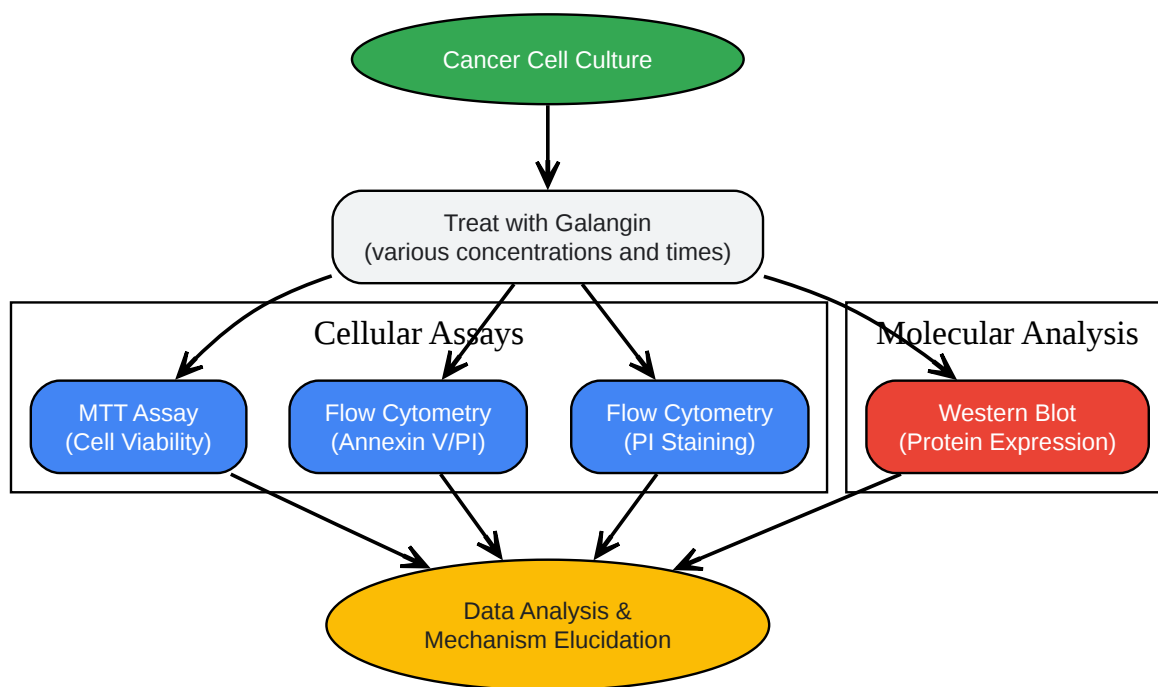 Cancer Cell Culture
Treat with Galangin
(various concentrations and times)
Cellular Assays
Molecular Analysis
MTT Assay
(Cell Viability)
Flow Cytometry
(Annexin V/PI)
Flow Cytometry
(PI Staining)
Western Blot
(Protein Expression)
Data Analysis &
Mechanism Elucidation